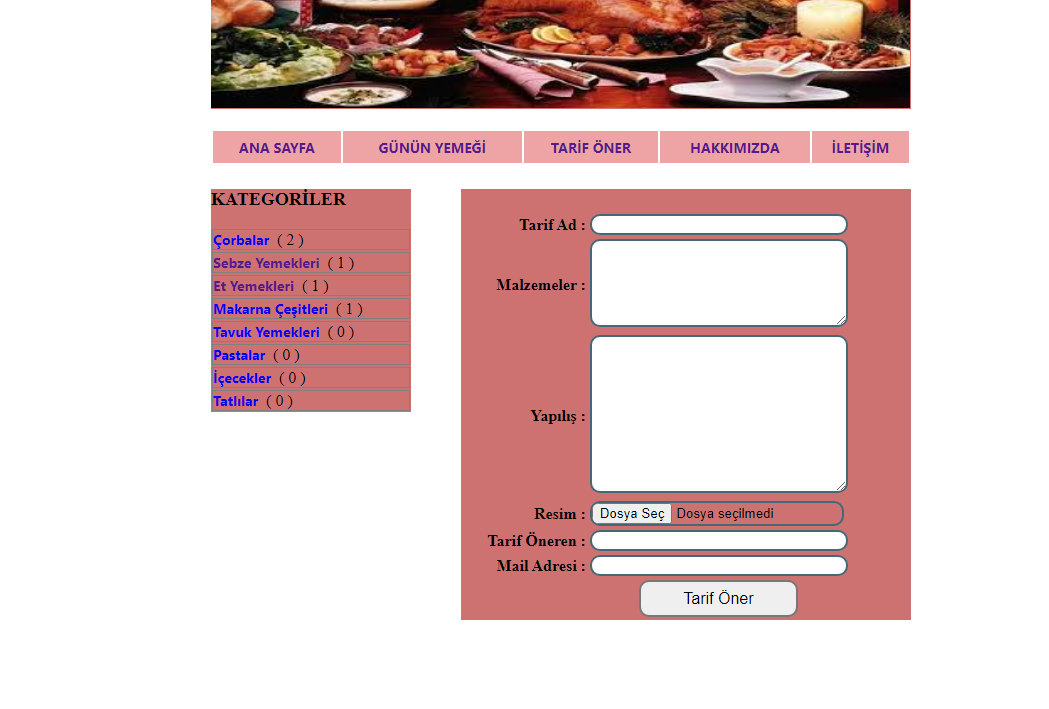 ANA SAYFA GÜNÜN YEMEĞİ TARİF ÖNER HAKKIMIZDA İLETİŞİM
KATEGORİLER
Çorbalar ( 2 )
Sebze Yemekleri ( 1 )
Et Yemekleri ( 1 )
Makarna Çeşitleri ( 1 )
Tavuk Yemekleri ( 0 )
Pastalar ( 0 )
İçecekler ( 0 )
Tatlılar ( 0 )
Tarif Ad :
Malzemeler :
Yapılış :
Resim : Dosya Seç Dosya seçilmedi
Tarif Öneren :
Mail Adresi :
Tarif Öner